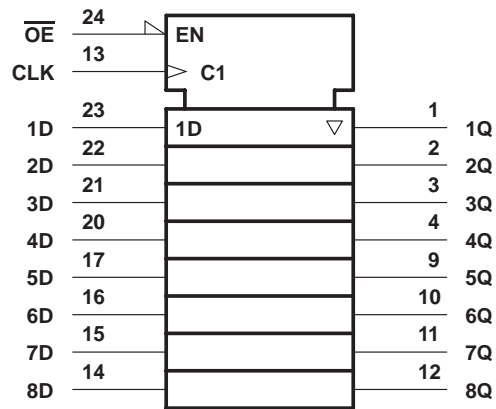 OE 24 EN
CLK 13 C1
1D 23 1D ▽ 1 1Q
2D 22 2 2Q
3D 21 3 3Q
4D 20 4 4Q
5D 17 9 5Q
6D 16 10 6Q
7D 15 11 7Q
8D 14 12 8Q